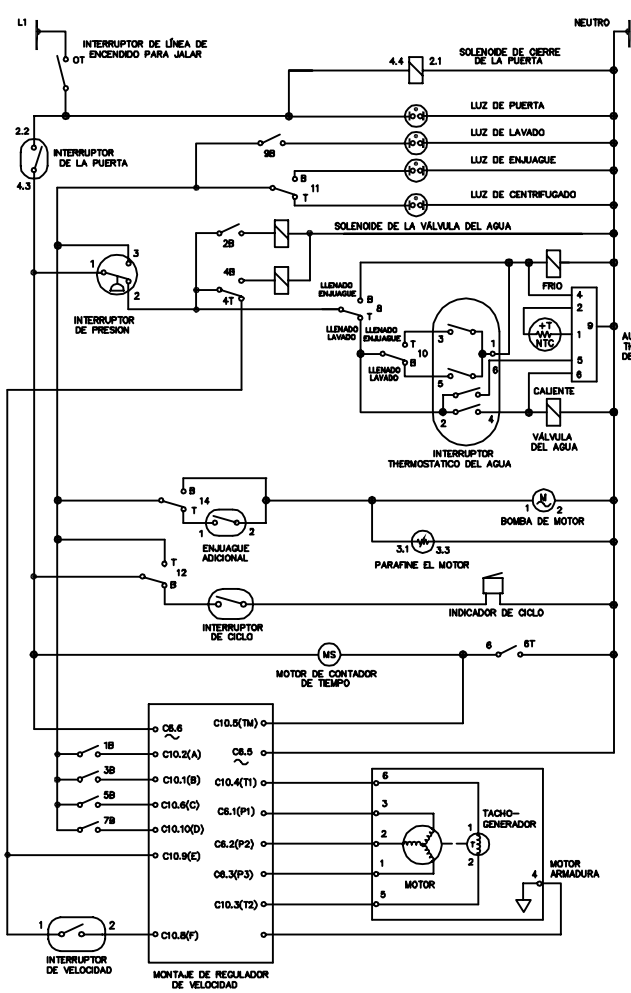 L1
NEUTRO
INTERRUPTOR DE LÍNEA DE
ENCENDIDO PARA JALAR
OT
SOLENOIDE DE CIERRE
DE LA PUERTA
4.4
2.1
LUZ DE PUERTA
2.2
INTERRUPTOR
DE LA PUERTA
4.3
9B
LUZ DE LAVADO
LUZ DE ENJUAGUE
B
11
T
LUZ DE CENTRIFUGADO
SOLENOIDE DE LA VÁLVULA DEL AGUA
2B
4B
4T
3
1
2
INTERRUPTOR
DE PRESION
LLENADO
ENJUAGUE
B
8
T
LLENADO
LAVADO
LLENADO
ENJUAGUE
T
10
B
LLENADO
LAVADO
3
1
5
6
2
4
INTERRUPTOR
THERMOSTATICO DEL AGUA
FRIO
4
2
+T
NTC
1
9
5
6
AU
TH
DE
CALIENTE
VÁLVULA
DEL AGUA
B
14
T
1
2
ENJUAGUE
ADICIONAL
M
1
2
BOMBA DE MOTOR
3.1
3.3
PARAFINE EL MOTOR
T
12
B
INTERRUPTOR
DE CICLO
INDICADOR DE CICLO
MS
MOTOR DE CONTADOR
DE TIEMPO
6
6T
C6.6
C10.5(TM)
1B
C10.2(A)
C6.5
3B
C10.1(B)
C10.4(T1)
5B
C10.6(C)
C6.1(P1)
7B
C10.10(D)
C6.2(P2)
C10.9(E)
C6.3(P3)
C10.3(T2)
C10.8(F)
6
3
2
1
5
MOTOR
TACHO-
GENERADOR
1
T
2
MOTOR
ARMADURA
4
1
2
INTERRUPTOR
DE VELOCIDAD
MONTAJE DE REGULADOR
DE VELOCIDAD